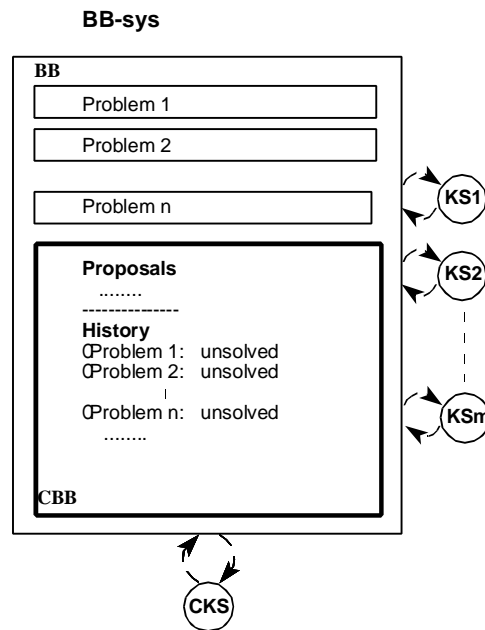 BB-sys
BB
Problem 1
Problem 2
Problem n
KS1
Proposals
........
---------------
KS2
History
Problem 1: unsolved
Problem 2: unsolved
Problem n: unsolved
........
KSm
CBB
CKS